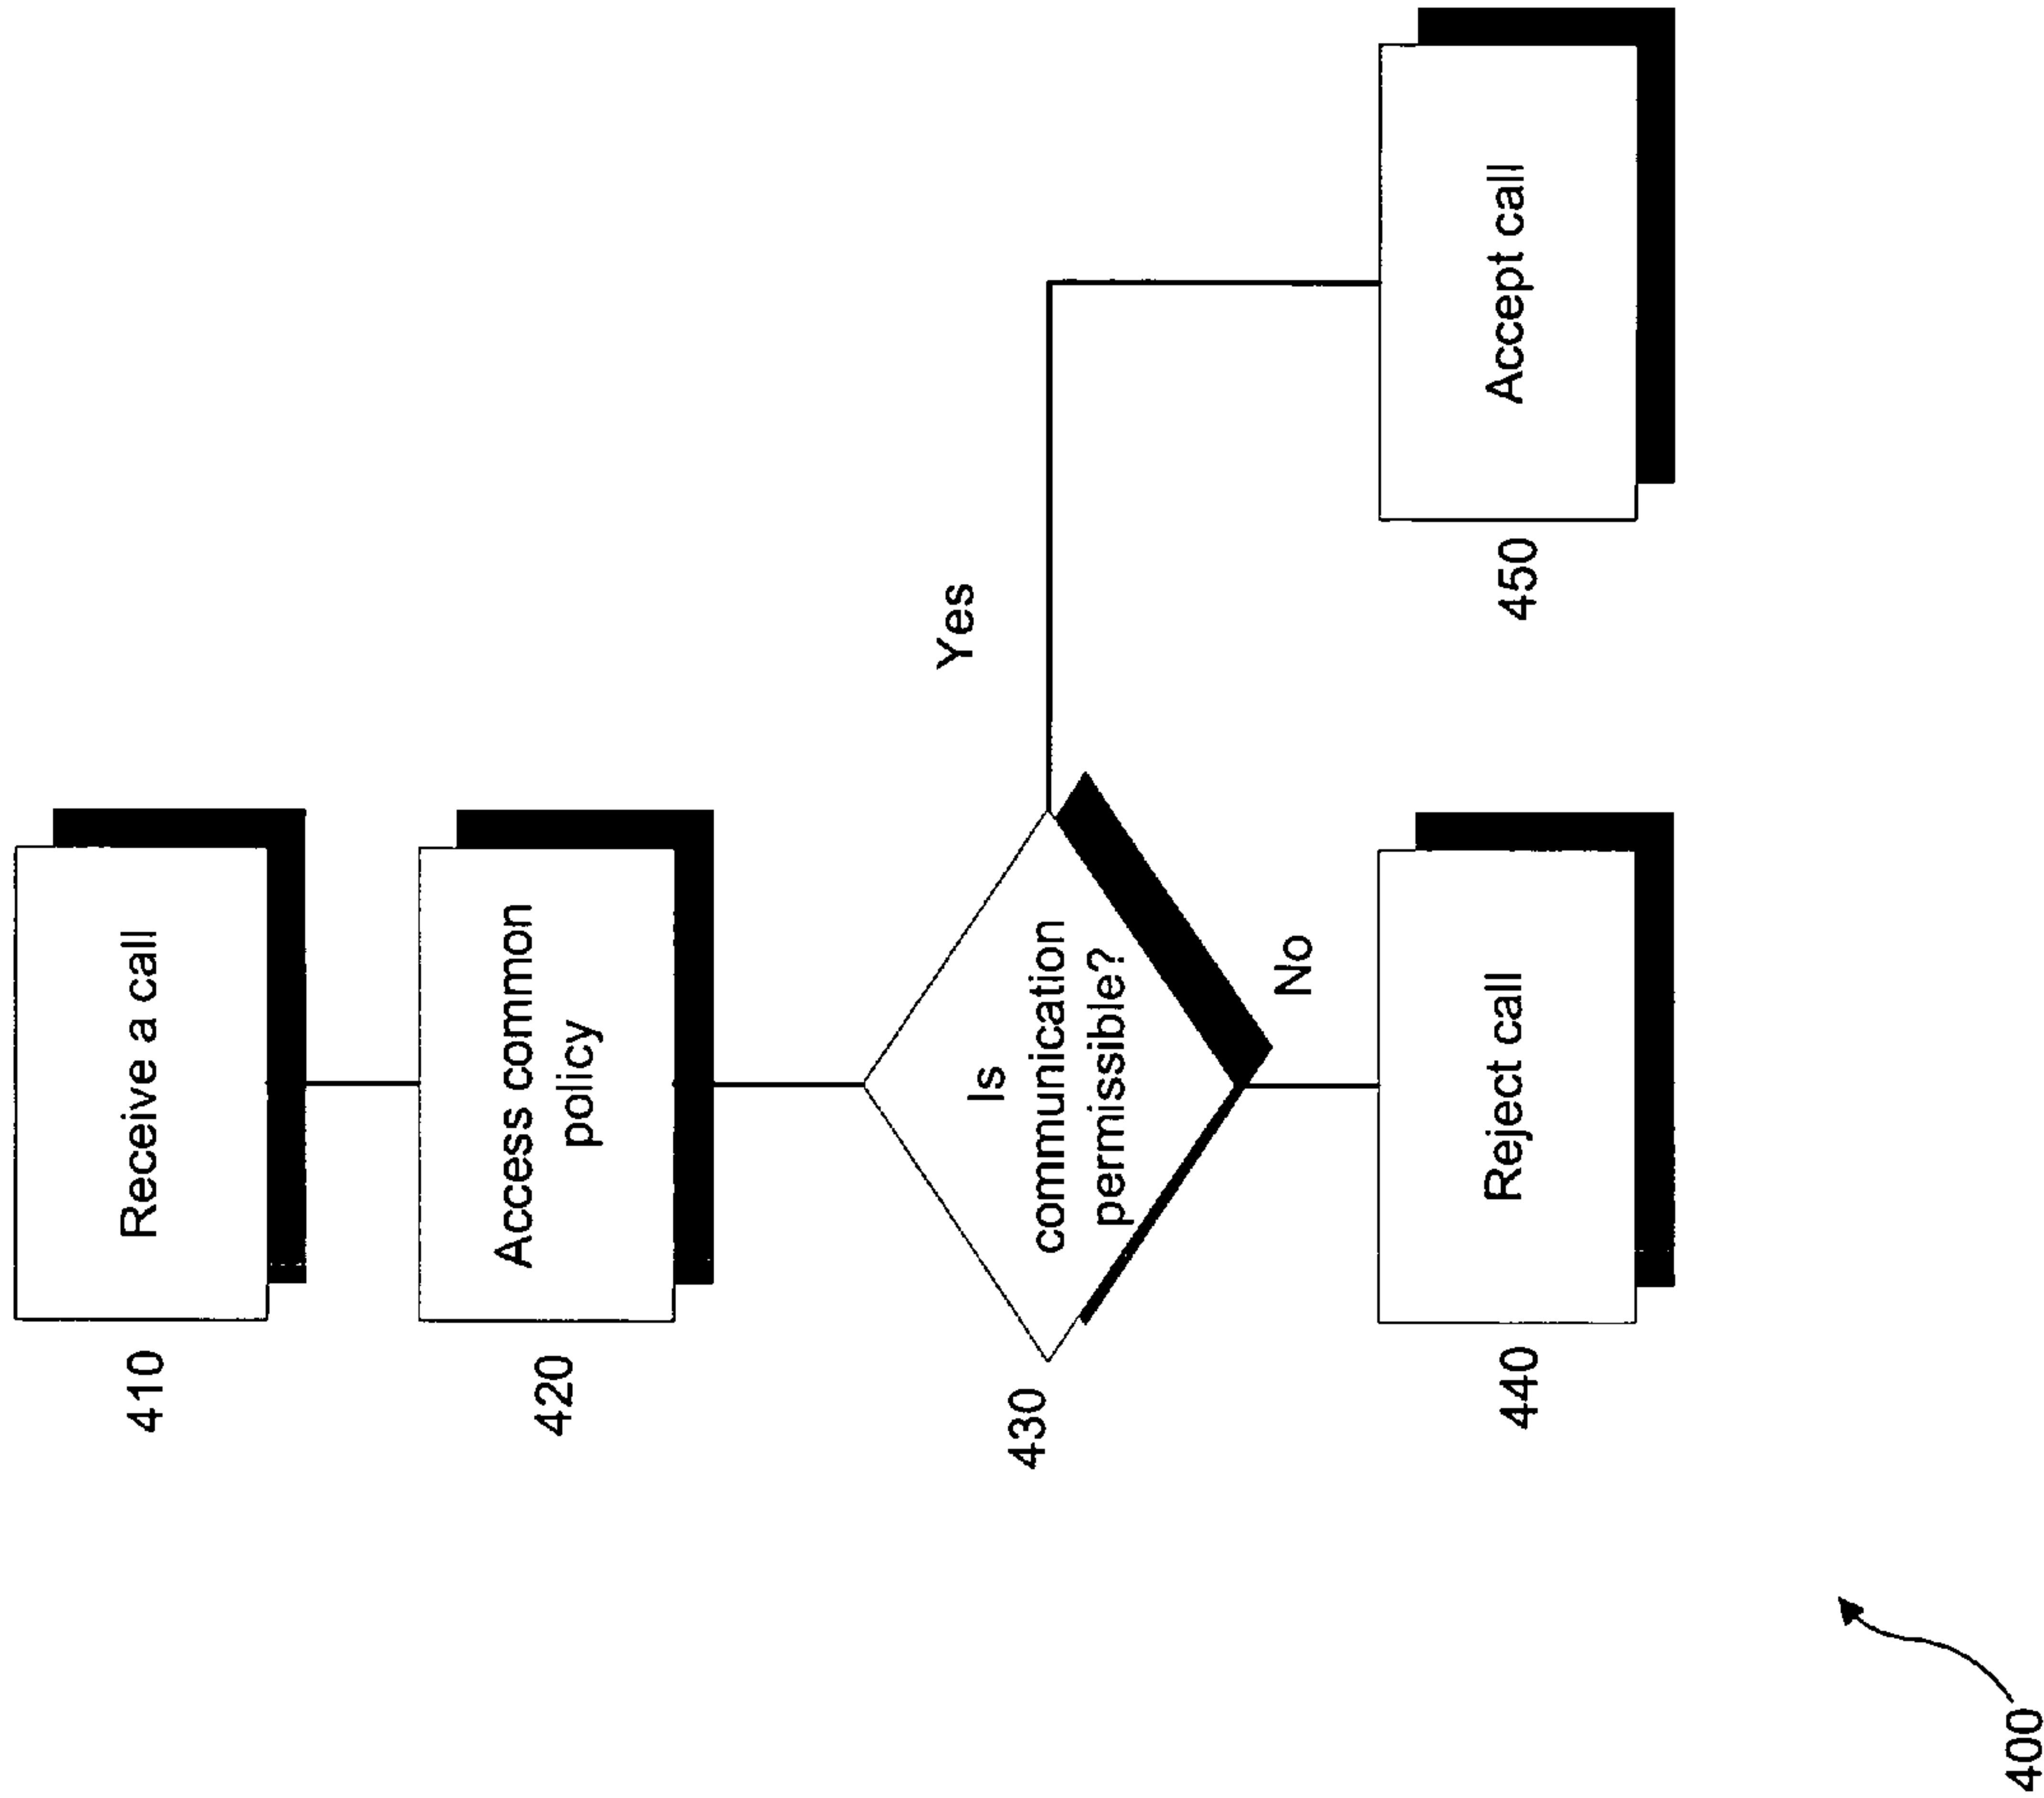 410
Receive a call
420
Access common
policy
430
Is
communication
permissible?
Yes
No
440
Reject call
450
Accept call
400